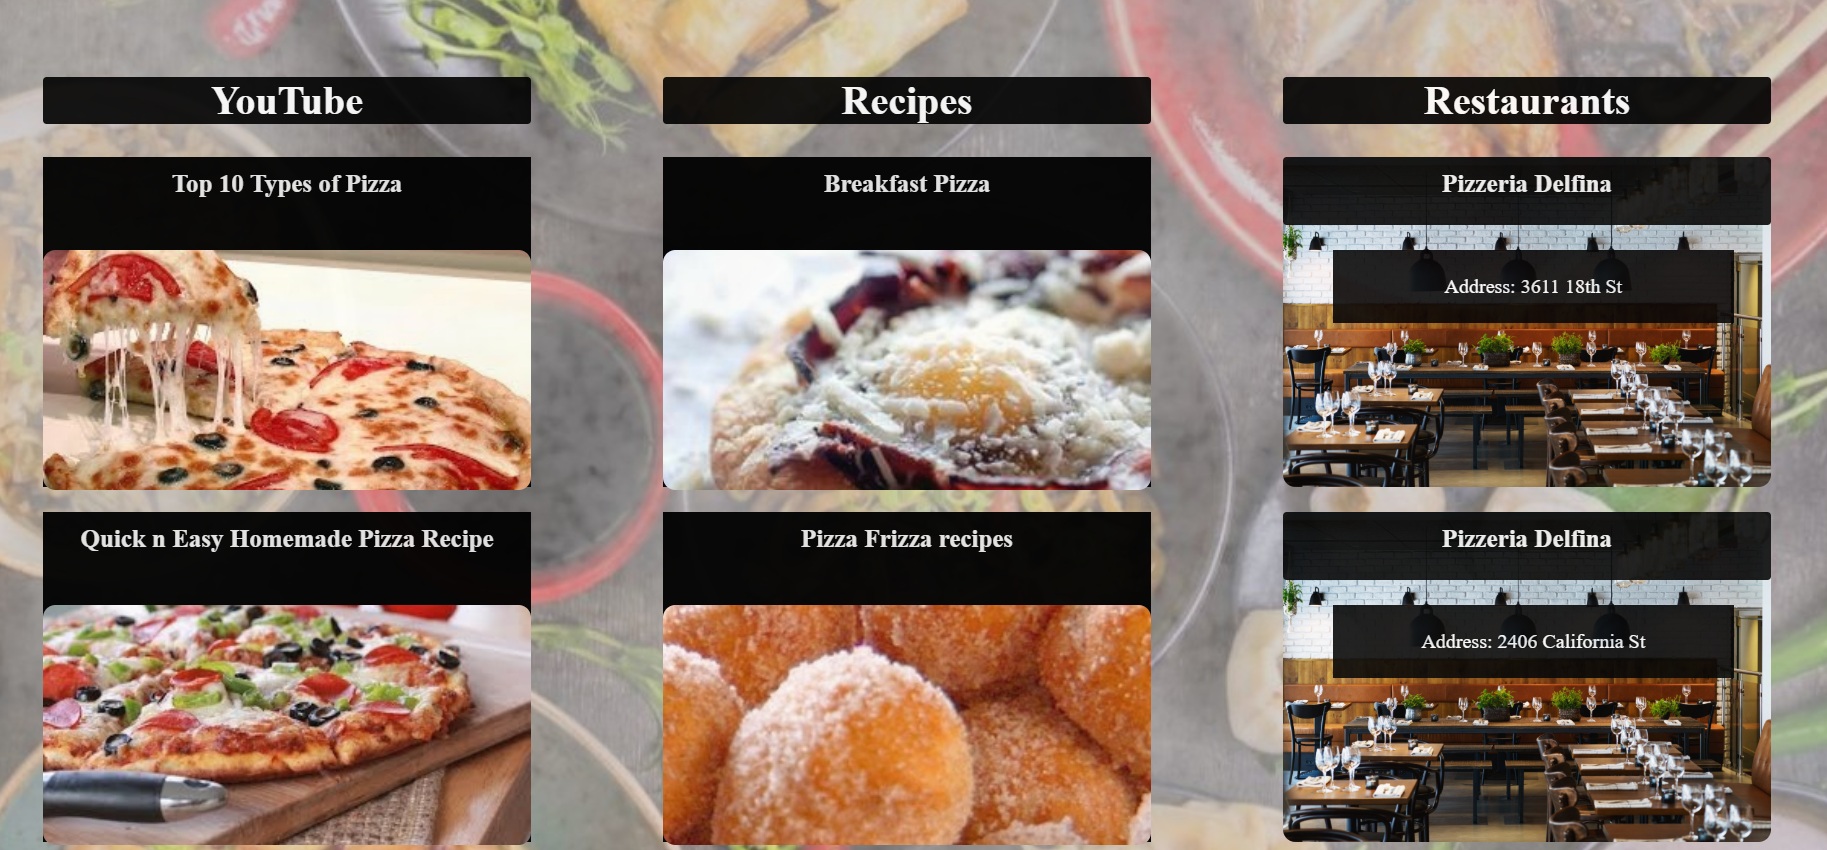 YouTube
Recipes
Restaurants
Top 10 Types of Pizza
Breakfast Pizza
Pizzeria Delfina
Address: 3611 18th St
Quick n Easy Homemade Pizza Recipe
Pizza Frizza recipes
Pizzeria Delfina
Address: 2406 California St